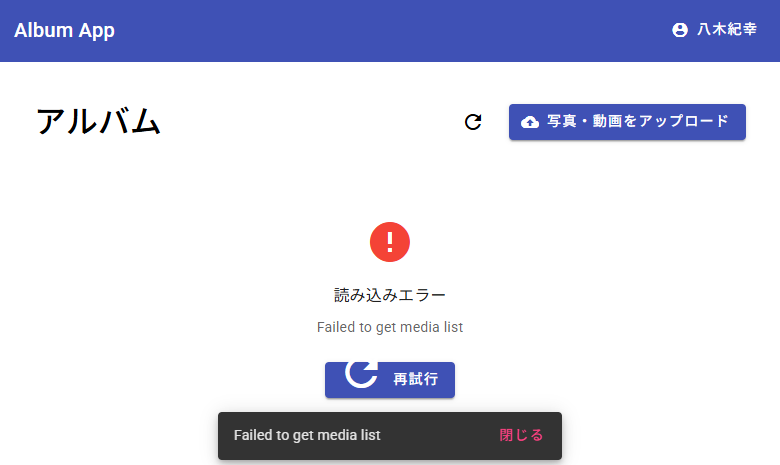 Album App
八木紀幸
アルバム
写真・動画をアップロード
読み込みエラー
Failed to get media list
再試行
Failed to get media list
閉じる